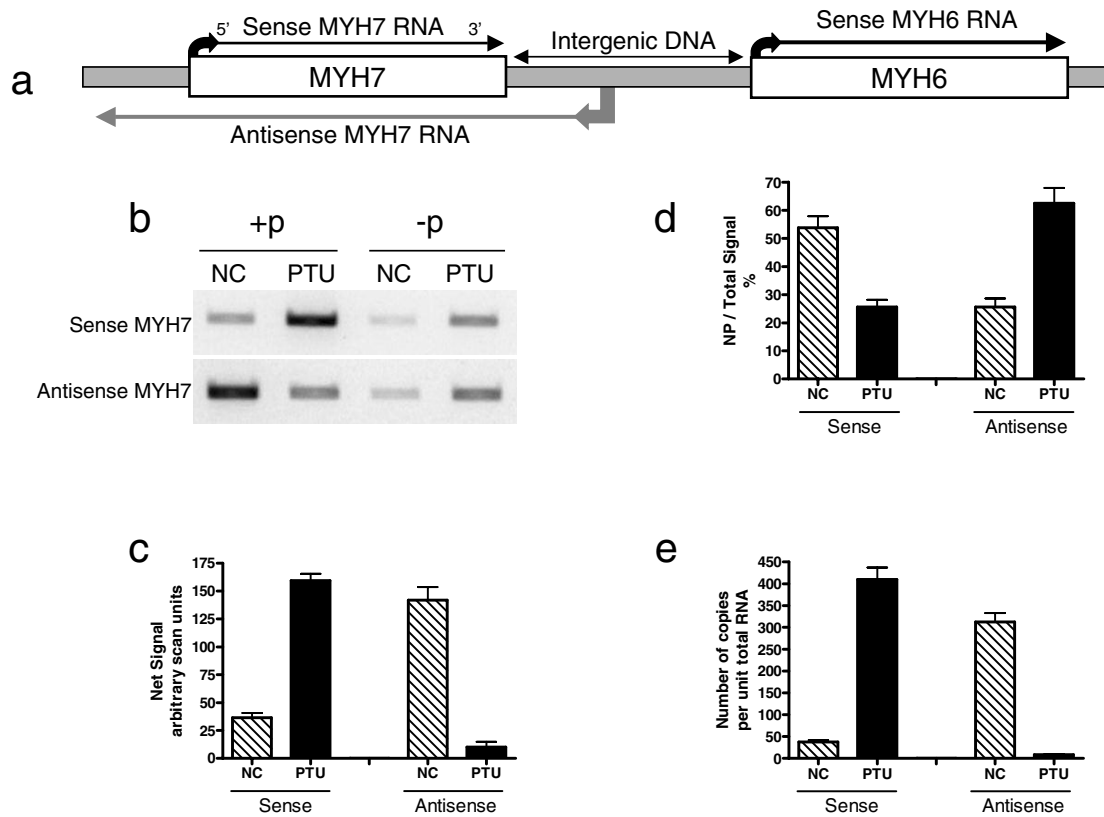 a
5' Sense MYH7 RNA 3'
Intergenic DNA
Sense MYH6 RNA
MYH7
MYH6
Antisense MYH7 RNA
b
+p -p
NC PTU NC PTU
Sense MYH7
Antisense MYH7
d
NP / Total Signal
%
70
60
50
40
30
20
10
0
NC PTU NC PTU
Sense Antisense
c
Net Signal
arbitrary scan units
175
150
125
100
75
50
25
0
NC PTU NC PTU
Sense Antisense
e
Number of copies
per unit total RNA
450
400
350
300
250
200
150
100
50
0
NC PTU NC PTU
Sense Antisense